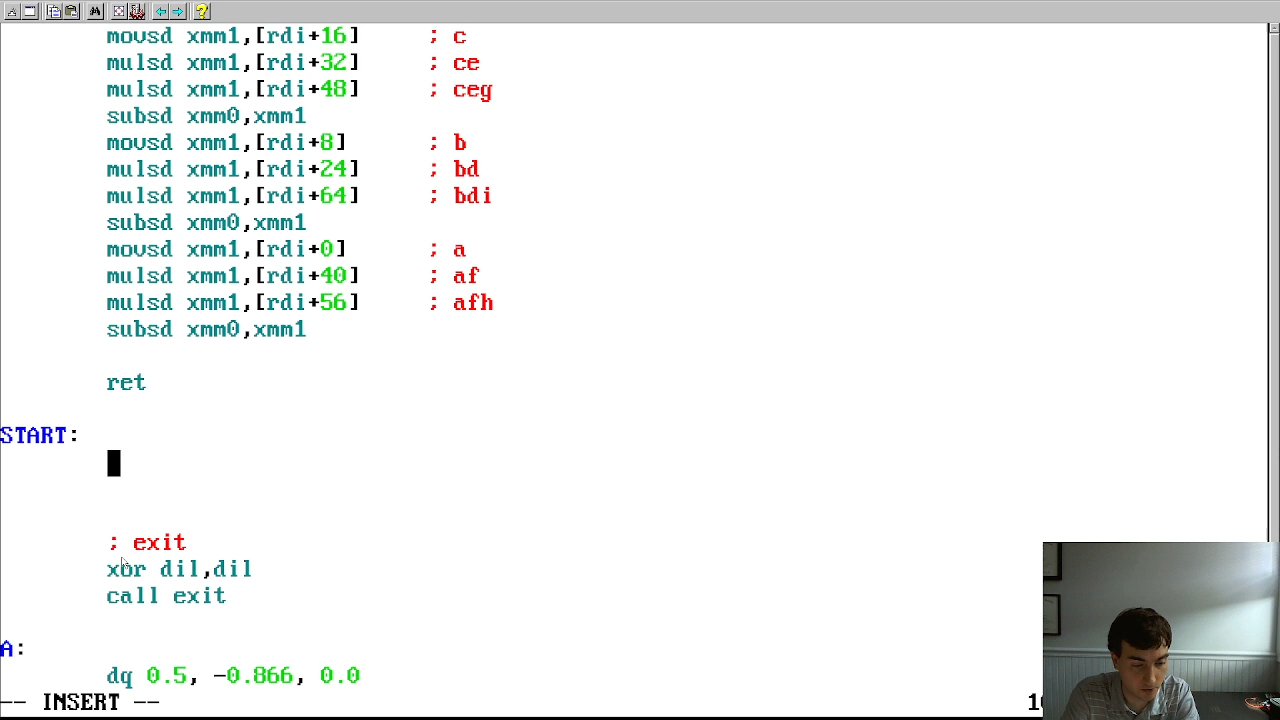 movsd xmm1,[rdi+16] ; c
mulsd xmm1,[rdi+32] ; ce
mulsd xmm1,[rdi+48] ; ceg
subsd xmm0,xmm1
movsd xmm1,[rdi+8] ; b
mulsd xmm1,[rdi+24] ; bd
mulsd xmm1,[rdi+64] ; bdi
subsd xmm0,xmm1
movsd xmm1,[rdi+0] ; a
mulsd xmm1,[rdi+40] ; af
mulsd xmm1,[rdi+56] ; afh
subsd xmm0,xmm1
ret
START:
; exit
xor dil,dil
call exit
A:
dq 0.5, -0.866, 0.0
-- INSERT --